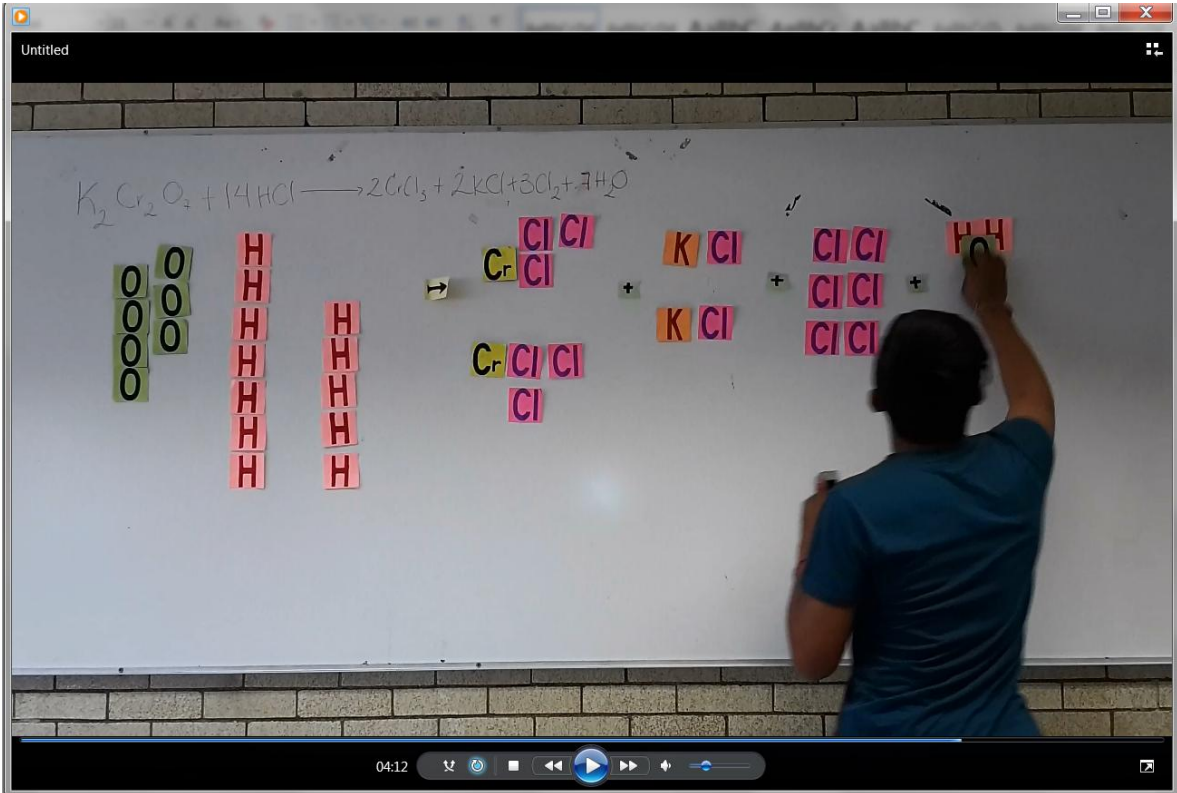 Untitled
K₂Cr₂O₇ + 14HCl ⟶ 2CrCl₃ + 2KCl + 3Cl₂ + 7H₂O
O
O
O
O
O
O
O
H
H
H
H
H
H
H
H
H
H
H
H
→
Cl Cl
Cr Cl
Cr Cl Cl
Cl
+
K Cl
K Cl
+
Cl Cl
Cl Cl
Cl Cl
+
H H
O
04:12